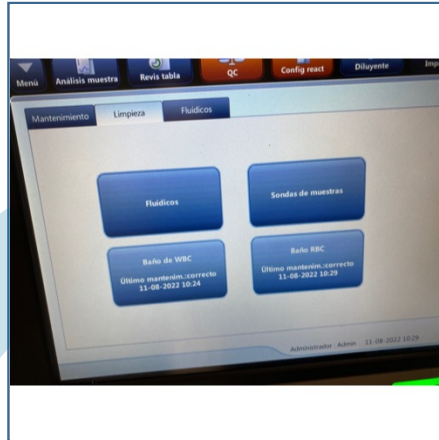 Menú
Análisis muestra
Revis tabla
QC
Config react
Diluyente
Mantenimiento
Limpieza
Fluídicos
Fluídicos
Sondas de muestras
Baño de WBC
Último mantenim.:correcto
11-08-2022 10:24
Baño RBC
Último mantenim.:correcto
11-08-2022 10:29
Administrador : Admin 11-08-2022 10:29